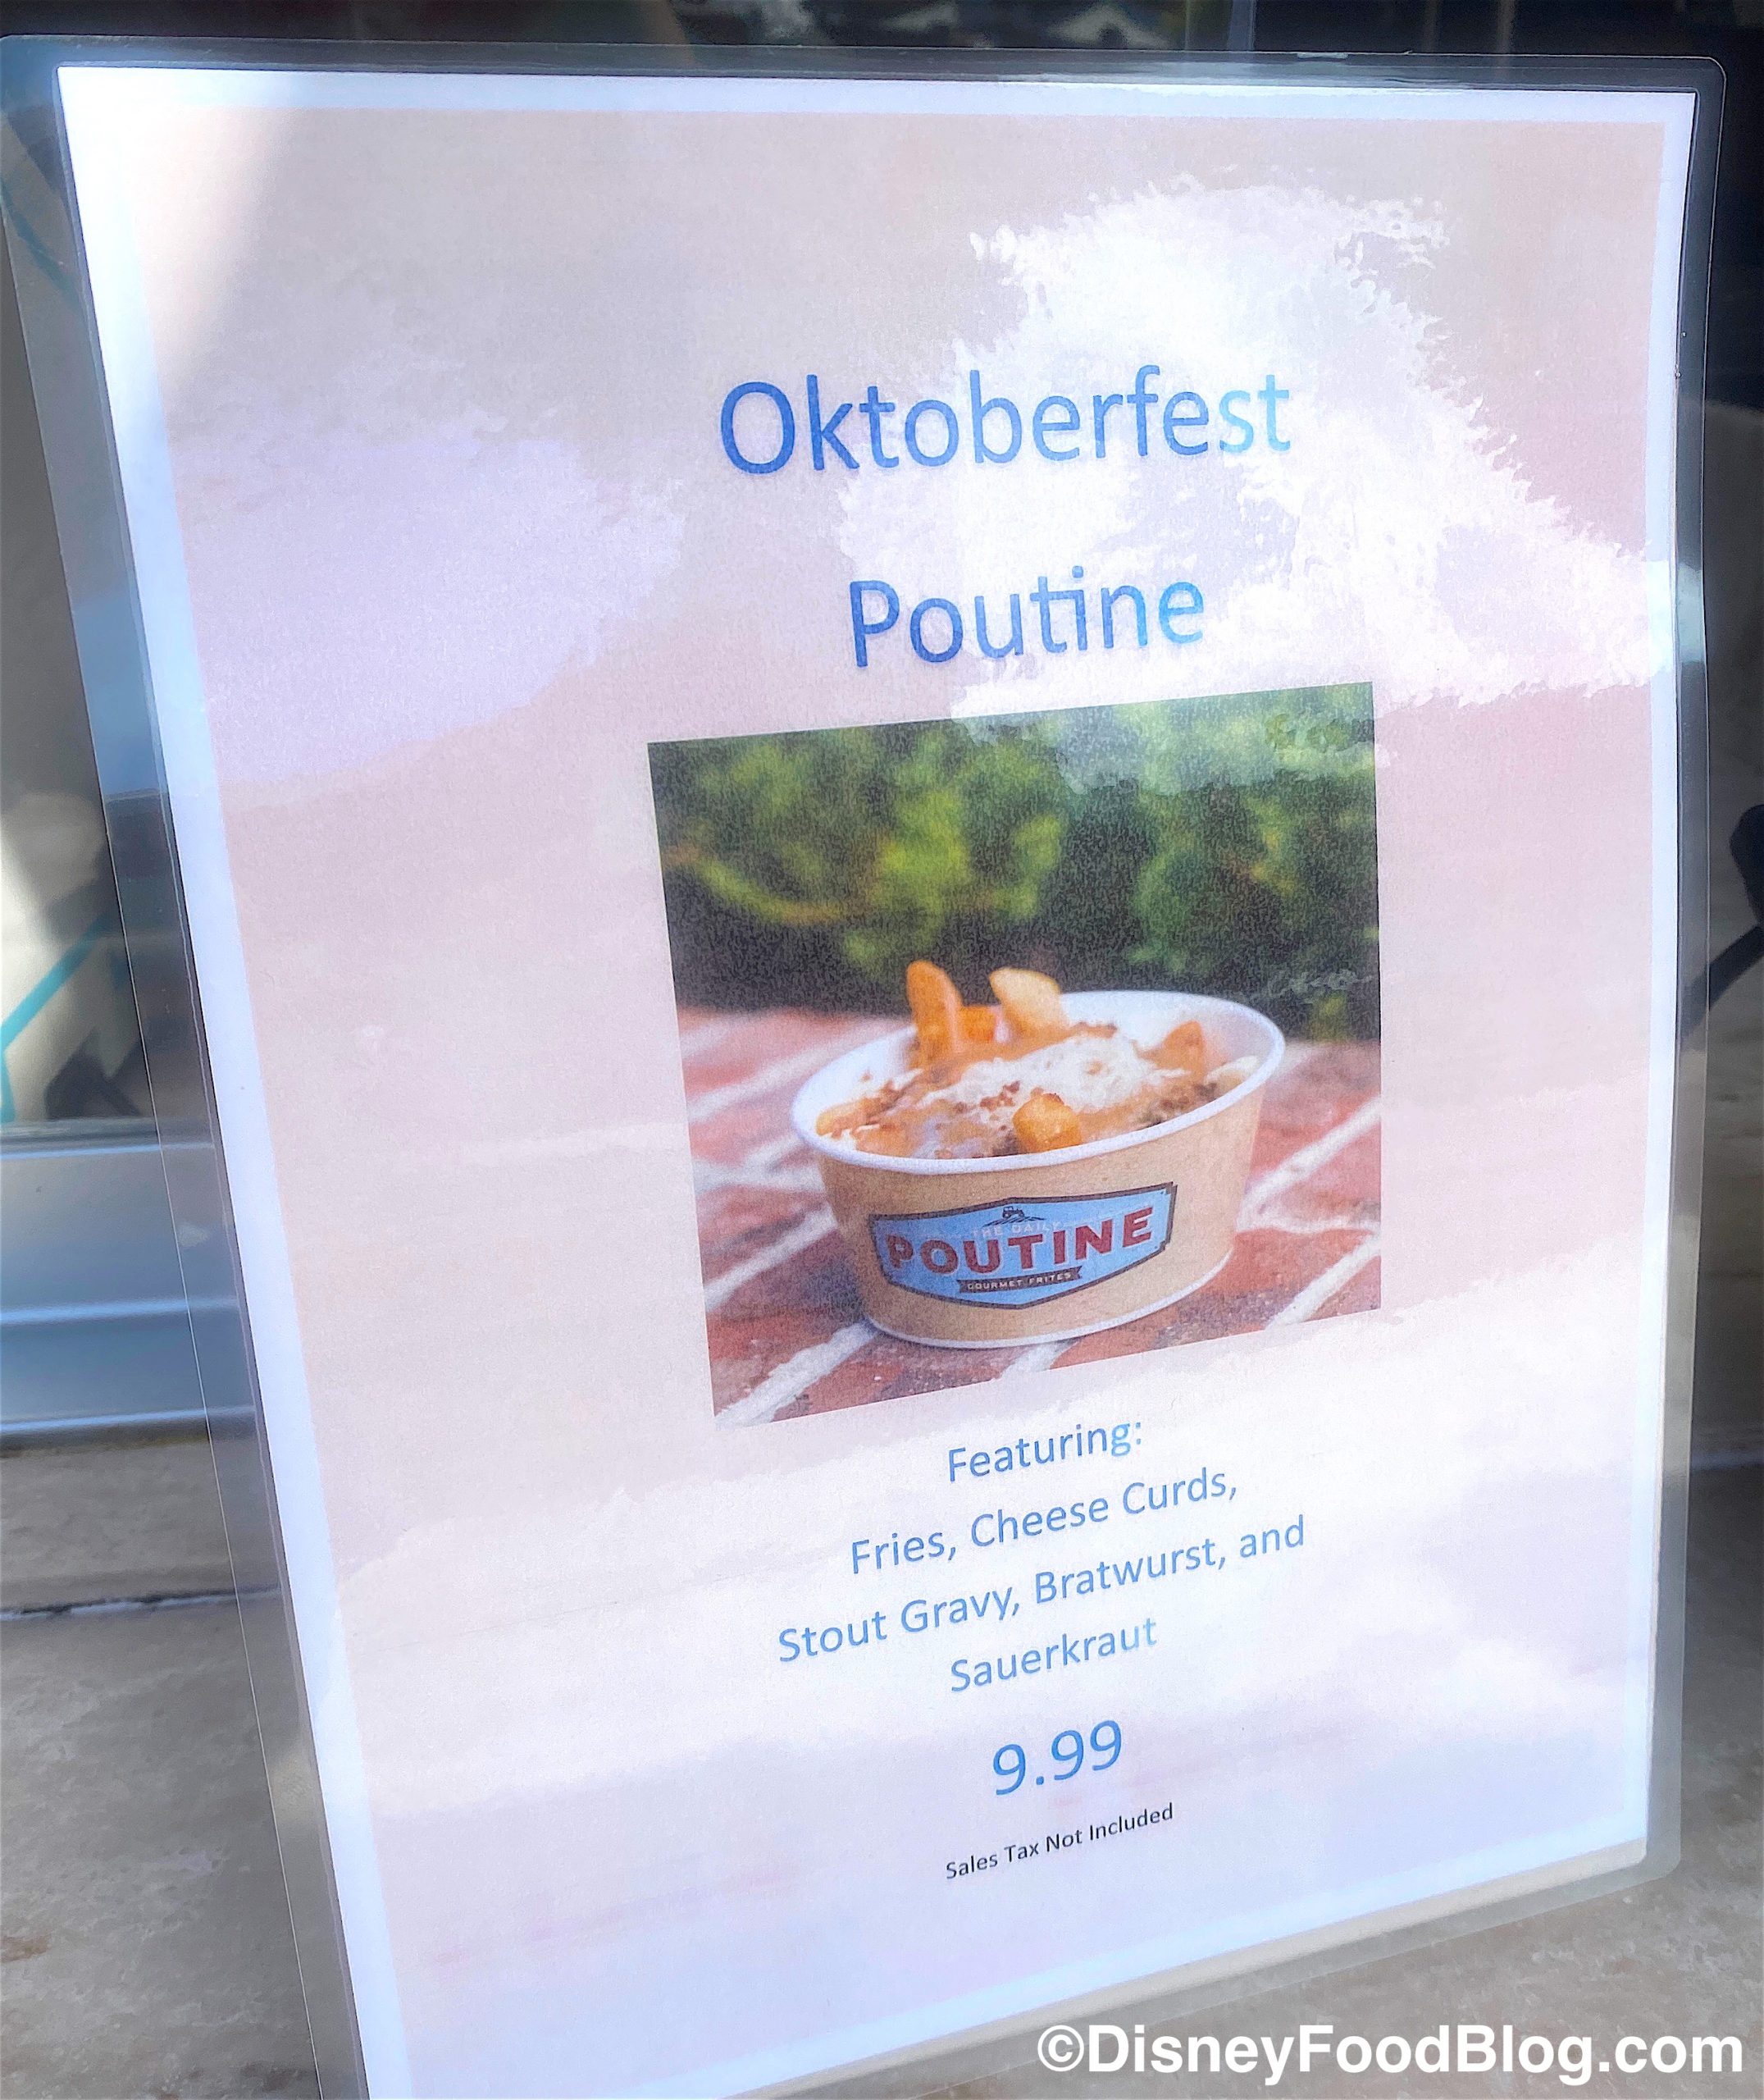 Oktoberfest
Poutine
THE DAILY
POUTINE
GOURMET FRITES
Featuring:
Fries, Cheese Curds,
Stout Gravy, Bratwurst, and
Sauerkraut
9.99
Sales Tax Not Included
©DisneyFoodBlog.com